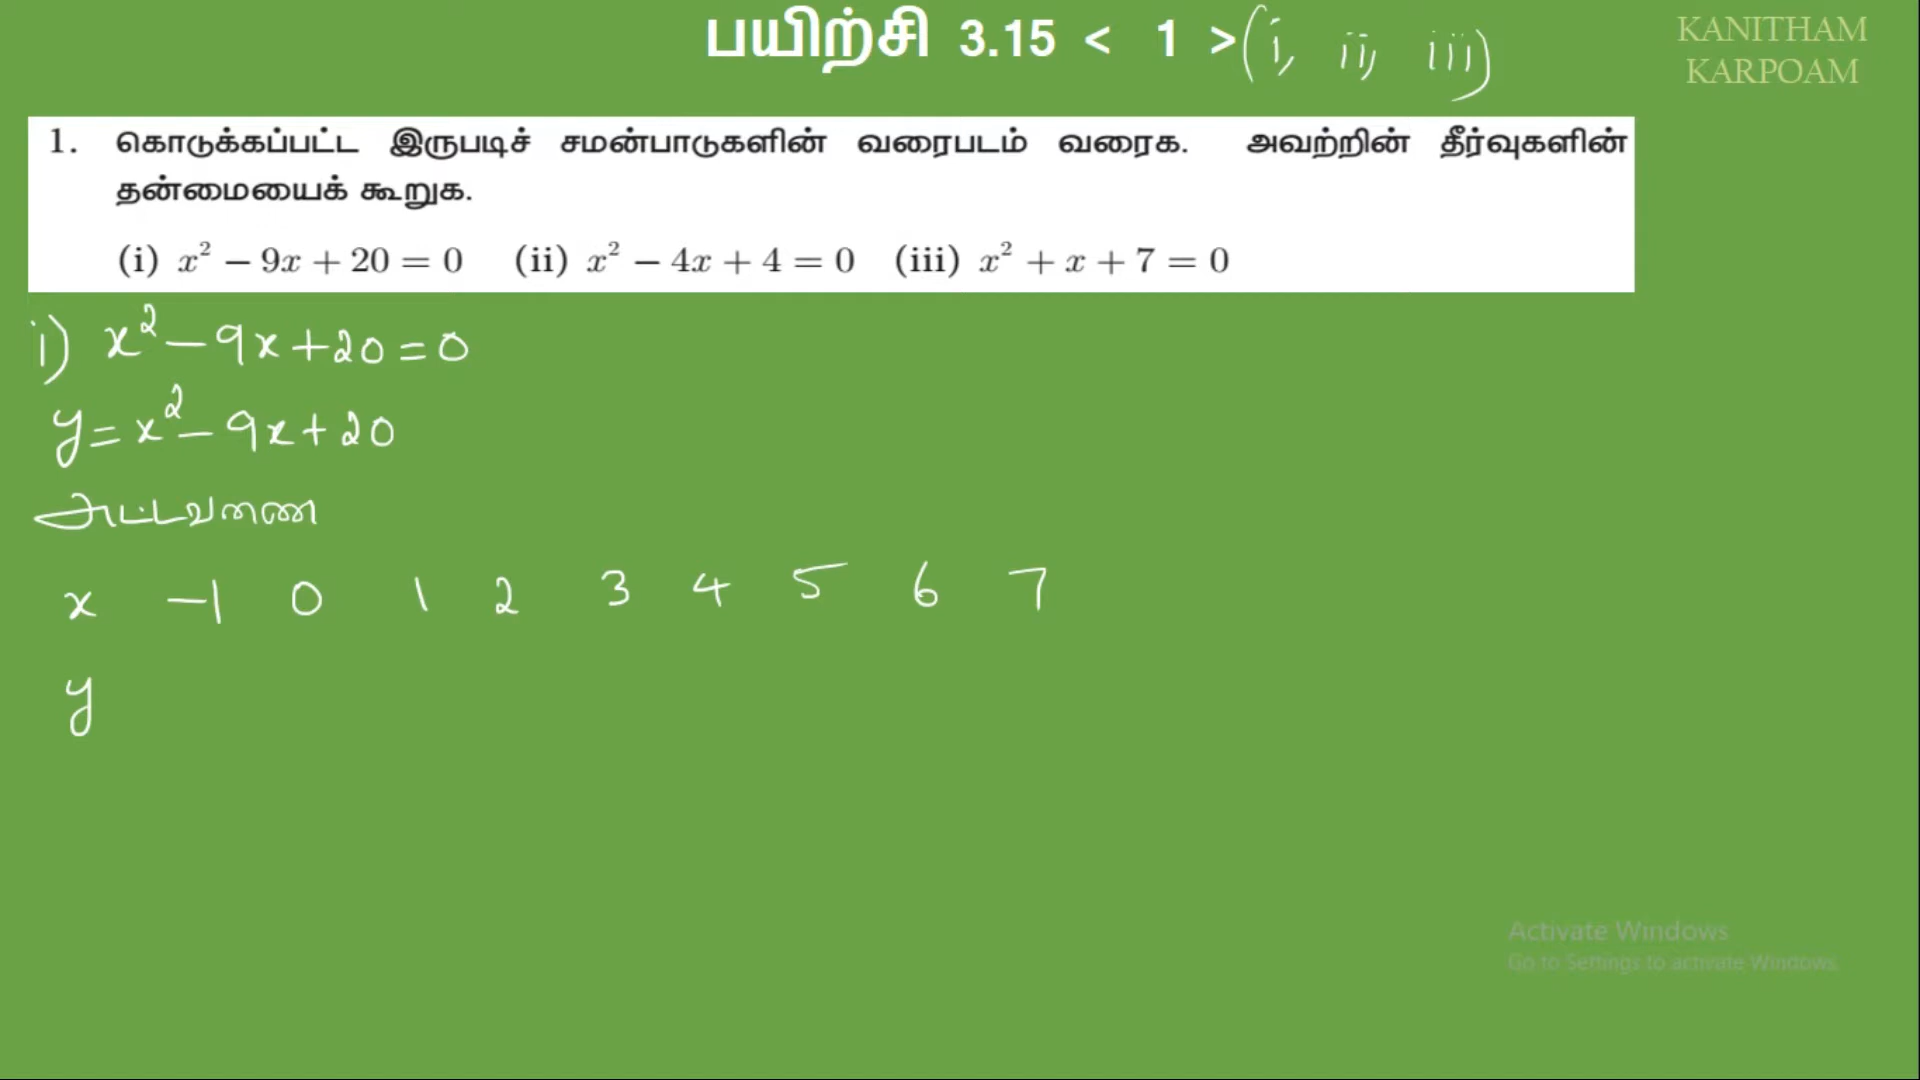 பயிற்சி 3.15 < 1 > (i, ii, iii)
KANITHAM
KARPOAM
1. கொடுக்கப்பட்ட இருபடிச் சமன்பாடுகளின் வரைபடம் வரைக. அவற்றின் தீர்வுகளின்
தன்மையைக் கூறுக.
(i) x² − 9x + 20 = 0 (ii) x² − 4x + 4 = 0 (iii) x² + x + 7 = 0
i) x² − 9x + 20 = 0
y = x² − 9x + 20
அட்டவணை
x −1 0 1 2 3 4 5 6 7
y
Activate Windows
Go to Settings to activate Windows.